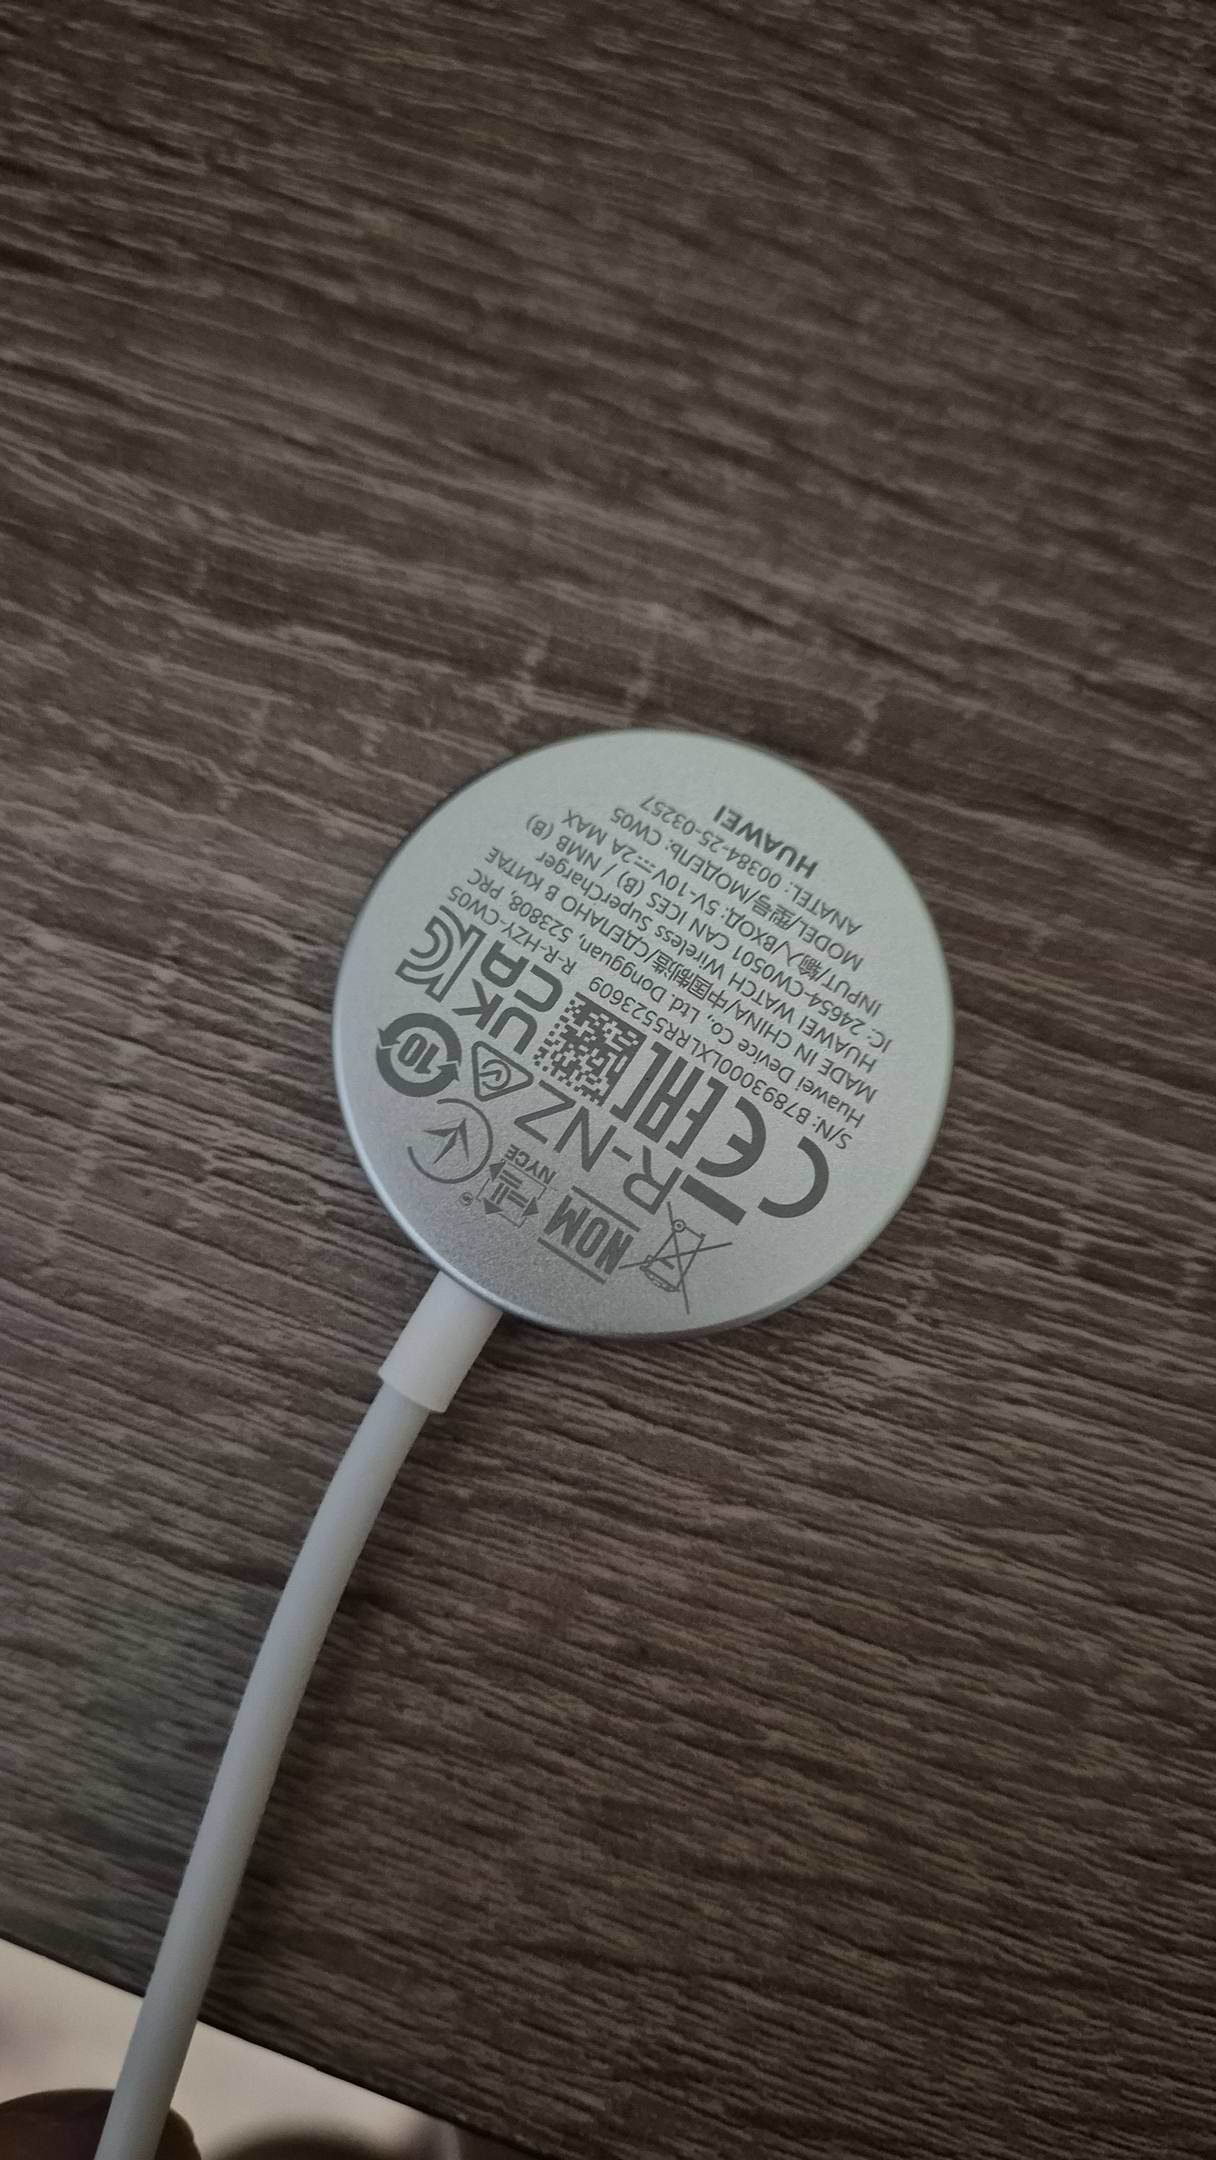 HUAWEI
ANATEL: 00384-25-03257
MODEL/型号/МОДЕЛЬ: CW05
INPUT/输入/ВХОД: 5V-10V⎓2A MAX
IC: 24654-CW0501 CAN ICES (B) / NMB (B)
HUAWEI WATCH Wireless SuperCharger
MADE IN CHINA/中国制造/СДЕЛАНО В КИТАЕ
Huawei Device Co., Ltd. Dongguan, 523808, PRC
S/N: B7893000LXLRR5523609
R-R-HZY-CW05
CE EAC UK CA
R-NZ
10
NOM NYCE